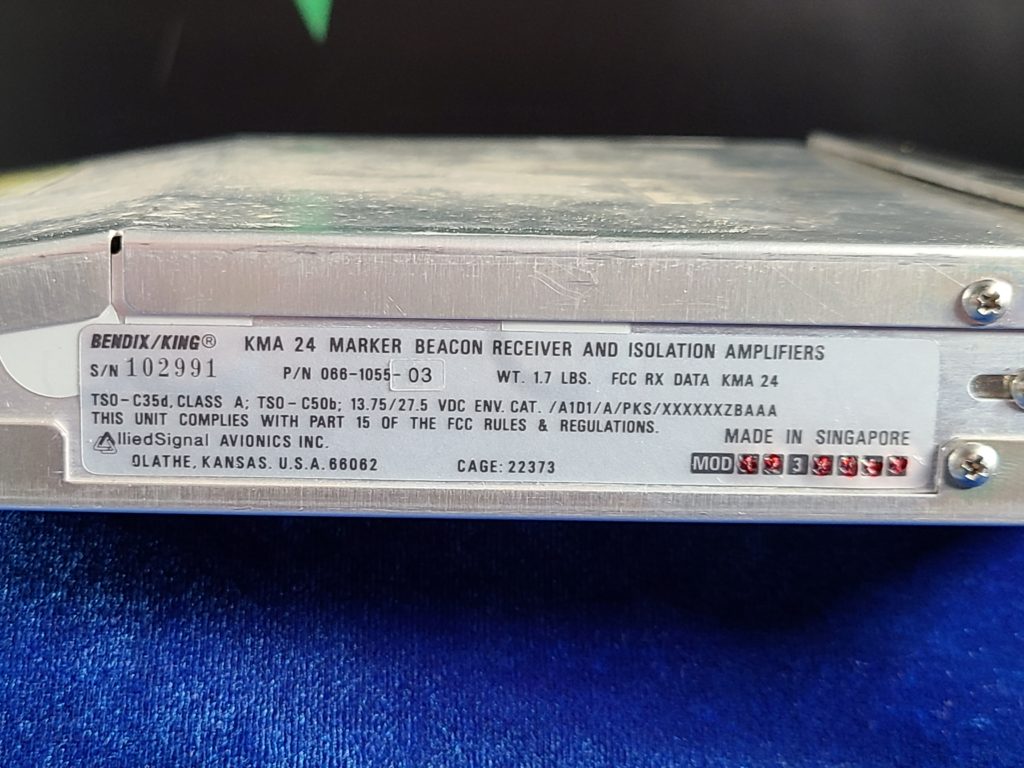 BENDIX/KING® KMA 24 MARKER BEACON RECEIVER AND ISOLATION AMPLIFIERS
S/N 102991 P/N 066-1055-03 WT. 1.7 LBS. FCC RX DATA KMA 24
TSO-C35d, CLASS A; TSO-C50b; 13.75/27.5 VDC ENV. CAT. /A1D1/A/PKS/XXXXXXZBAAA
THIS UNIT COMPLIES WITH PART 15 OF THE FCC RULES & REGULATIONS.
AlliedSignal AVIONICS INC. MADE IN SINGAPORE
OLATHE, KANSAS. U.S.A. 66062 CAGE: 22373 MOD 3